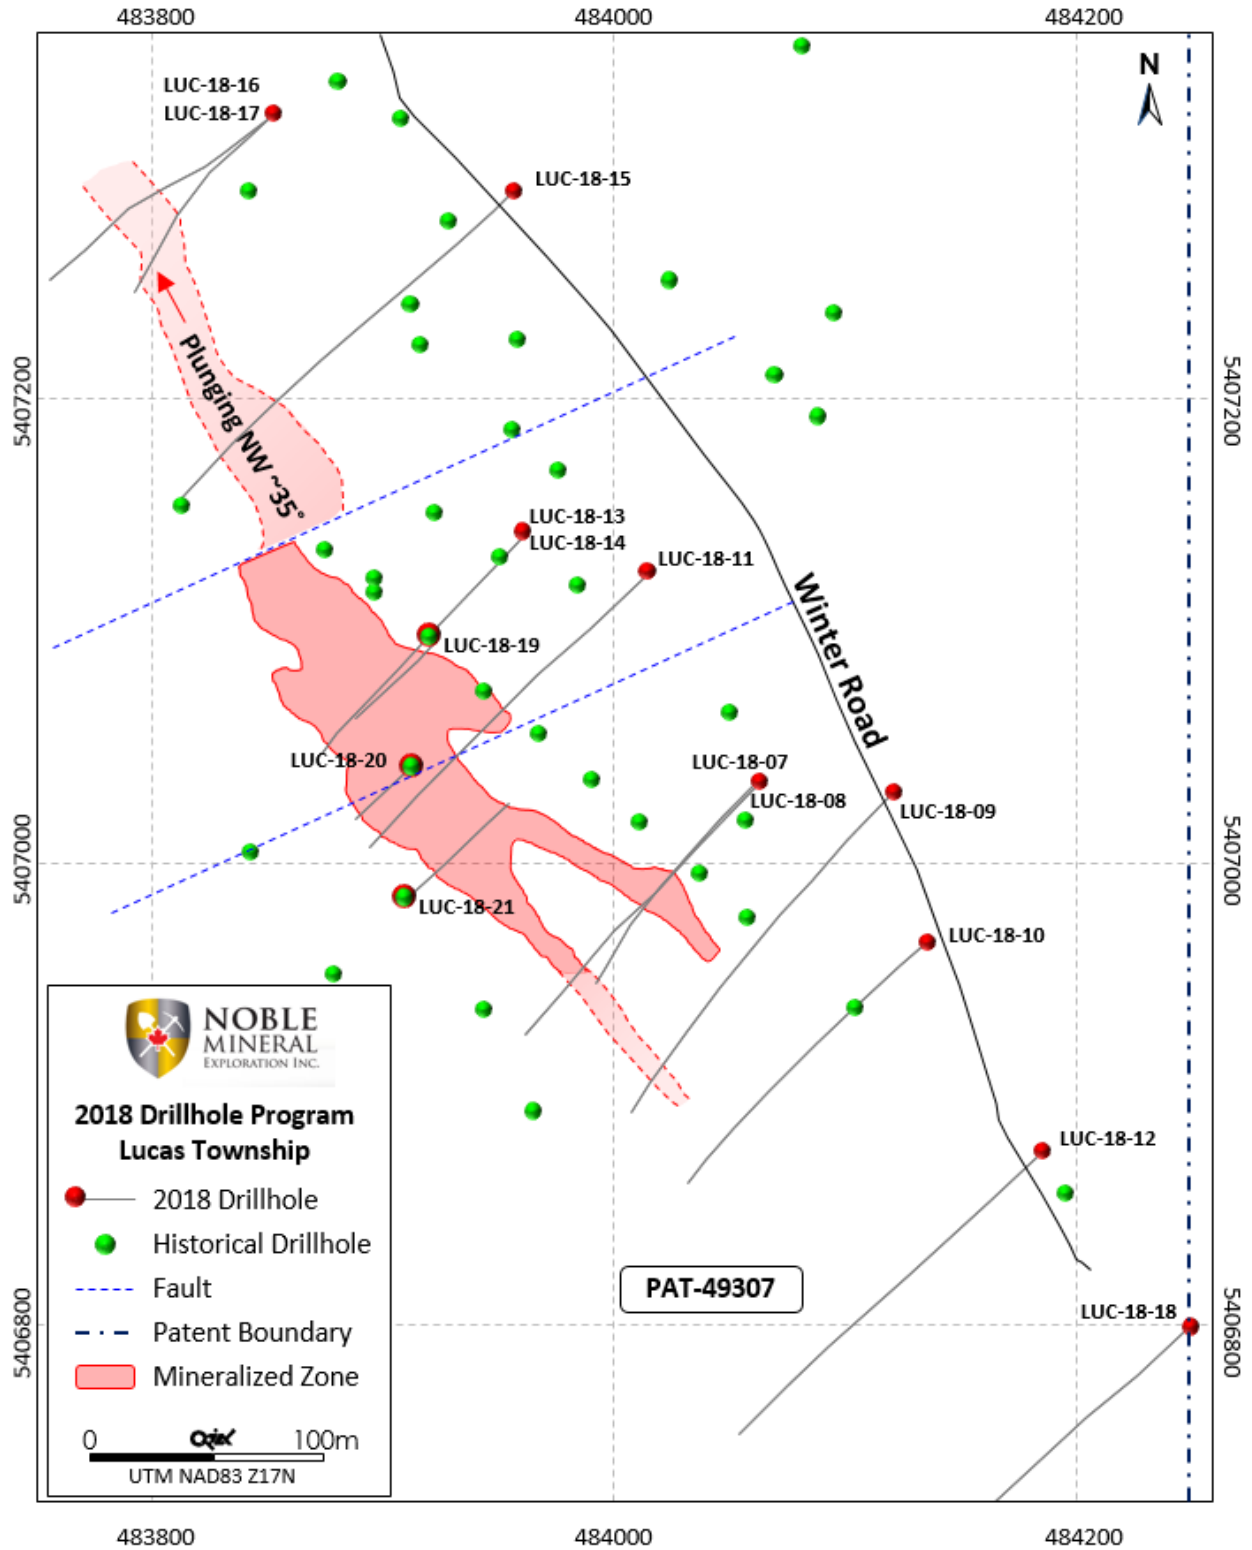 483800
484000
484200
N
LUC-18-16
LUC-18-17
LUC-18-15
Plunging NW ~35°
5407200
5407200
LUC-18-13
LUC-18-14
LUC-18-11
Winter Road
LUC-18-19
LUC-18-20
LUC-18-07
LUC-18-08
LUC-18-09
5407000
LUC-18-21
LUC-18-10
NOBLE
MINERAL
EXPLORATION INC.
2018 Drillhole Program
Lucas Township
2018 Drillhole
Historical Drillhole
Fault
Patent Boundary
Mineralized Zone
0
100m
UTM NAD83 Z17N
LUC-18-12
PAT-49307
LUC-18-18
5406800
5406800
483800
484000
484200